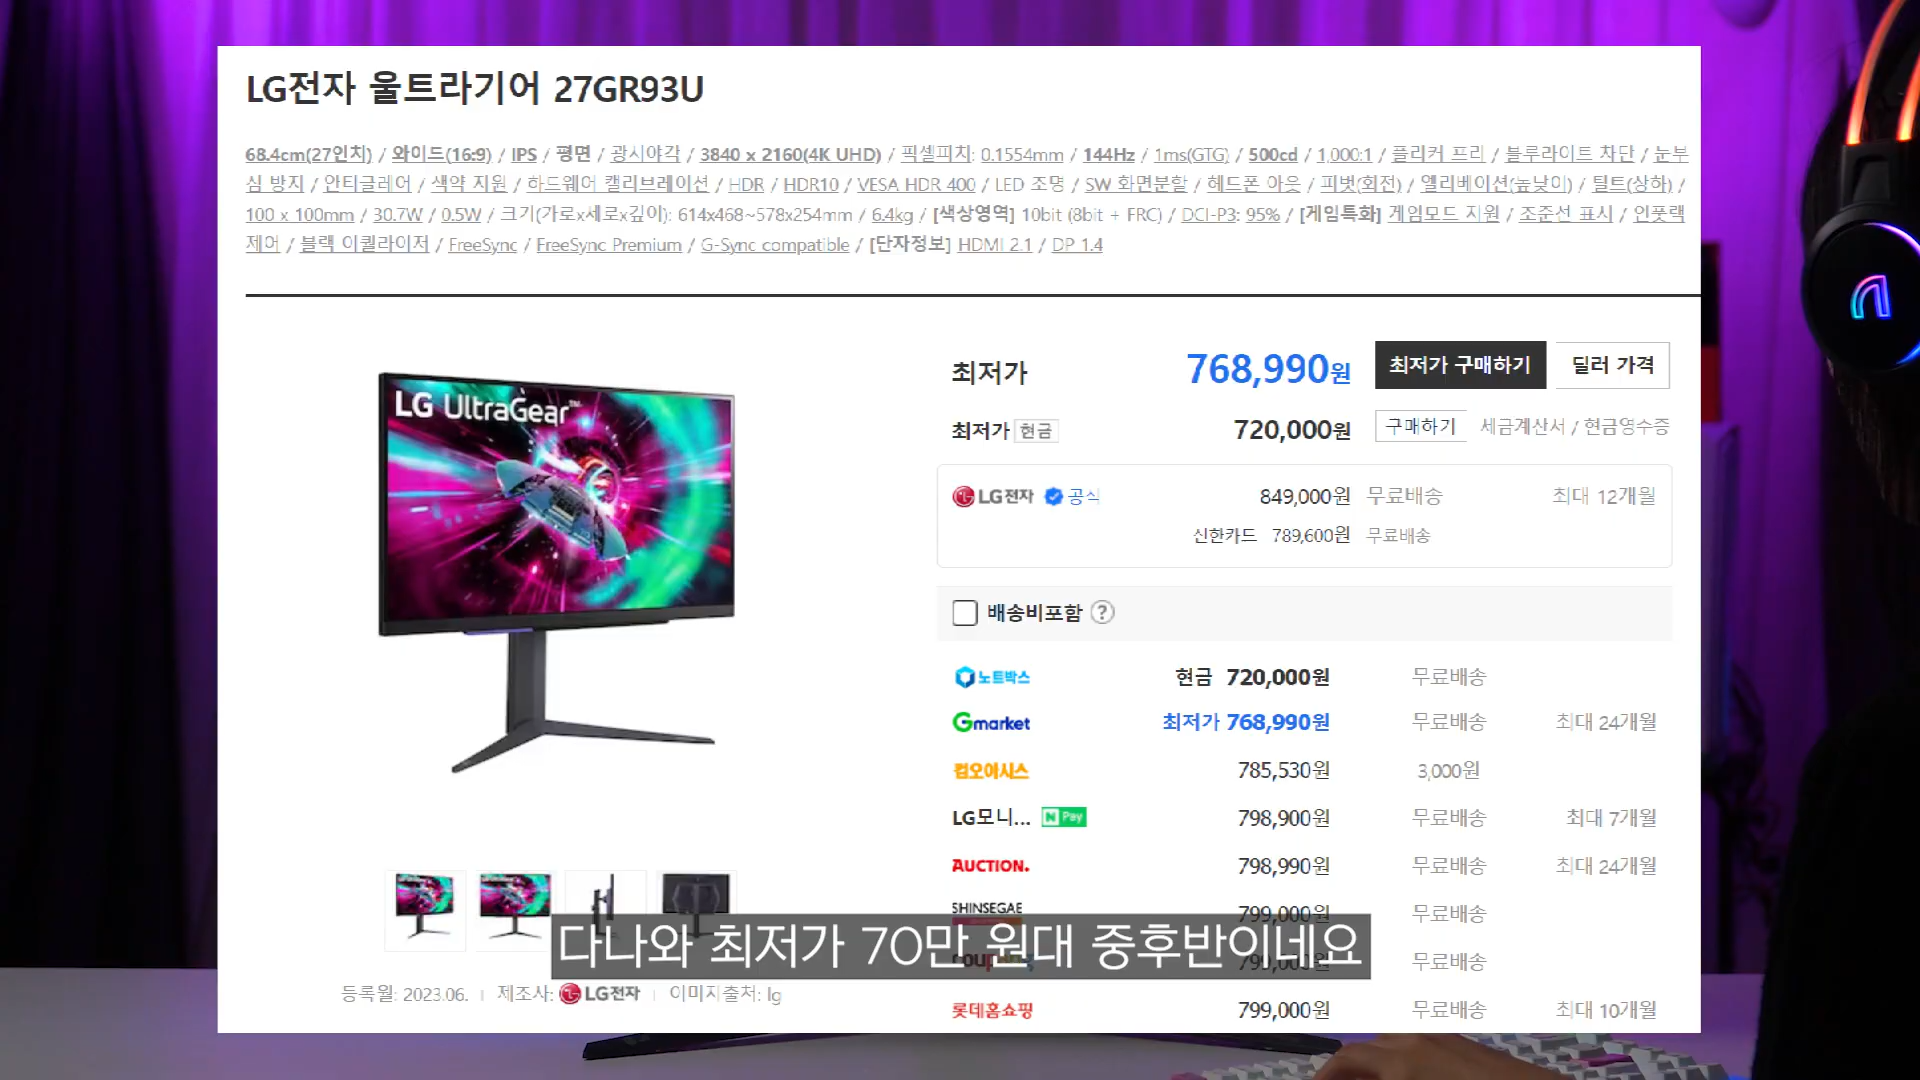 LG전자 울트라기어 27GR93U
68.4cm(27인치) / 와이드(16:9) / IPS / 평면 / 광시야각 / 3840 x 2160(4K UHD) / 픽셀피치: 0.1554mm / 144Hz / 1ms(GTG) / 500cd / 1,000:1 / 플리커 프리 / 블루라이트 차단 / 눈부
심 방지 / 안티글레어 / 색약 지원 / 하드웨어 캘리브레이션 / HDR / HDR10 / VESA HDR 400 / LED 조명 / SW 화면분할 / 헤드폰 아웃 / 피벗(회전) / 엘리베이션(높낮이) / 틸트(상하) /
100 x 100mm / 30.7W / 0.5W / 크기(가로x세로x깊이): 614x468~578x254mm / 6.4kg / [색상영역] 10bit (8bit + FRC) / DCI-P3: 95% / [게임특화] 게임모드 지원 / 조준선 표시 / 인풋랙
제어 / 블랙 이퀄라이저 / FreeSync / FreeSync Premium / G-Sync compatible / [단자정보] HDMI 2.1 / DP 1.4
LG UltraGear™
최저가 768,990원 최저가 구매하기 딜러 가격
최저가 현금 720,000원 구매하기 세금계산서 / 현금영수증
LG전자 공식 849,000원 무료배송 최대 12개월
신한카드 789,600원 무료배송
배송비포함 ?
노트박스 현금 720,000원 무료배송
Gmarket 최저가 768,990원 무료배송 최대 24개월
컴오아시스 785,530원 3,000원
LG모니... N Pay 798,900원 무료배송 최대 7개월
AUCTION. 798,990원 무료배송 최대 24개월
SHINSEGAE 799,000원 무료배송
799,000원 무료배송
다나와 최저가 70만 원대 중후반이네요
등록월: 2023.06. | 제조사: LG전자 | 이미지출처: lg
롯데홈쇼핑 799,000원 무료배송 최대 10개월